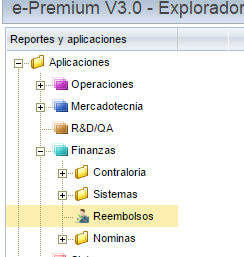 e-Premium V3.0 - Explorador
Reportes y aplicaciones
Aplicaciones
Operaciones
Mercadotecnia
R&D/QA
Finanzas
Contraloria
Sistemas
Reembolsos
Nominas